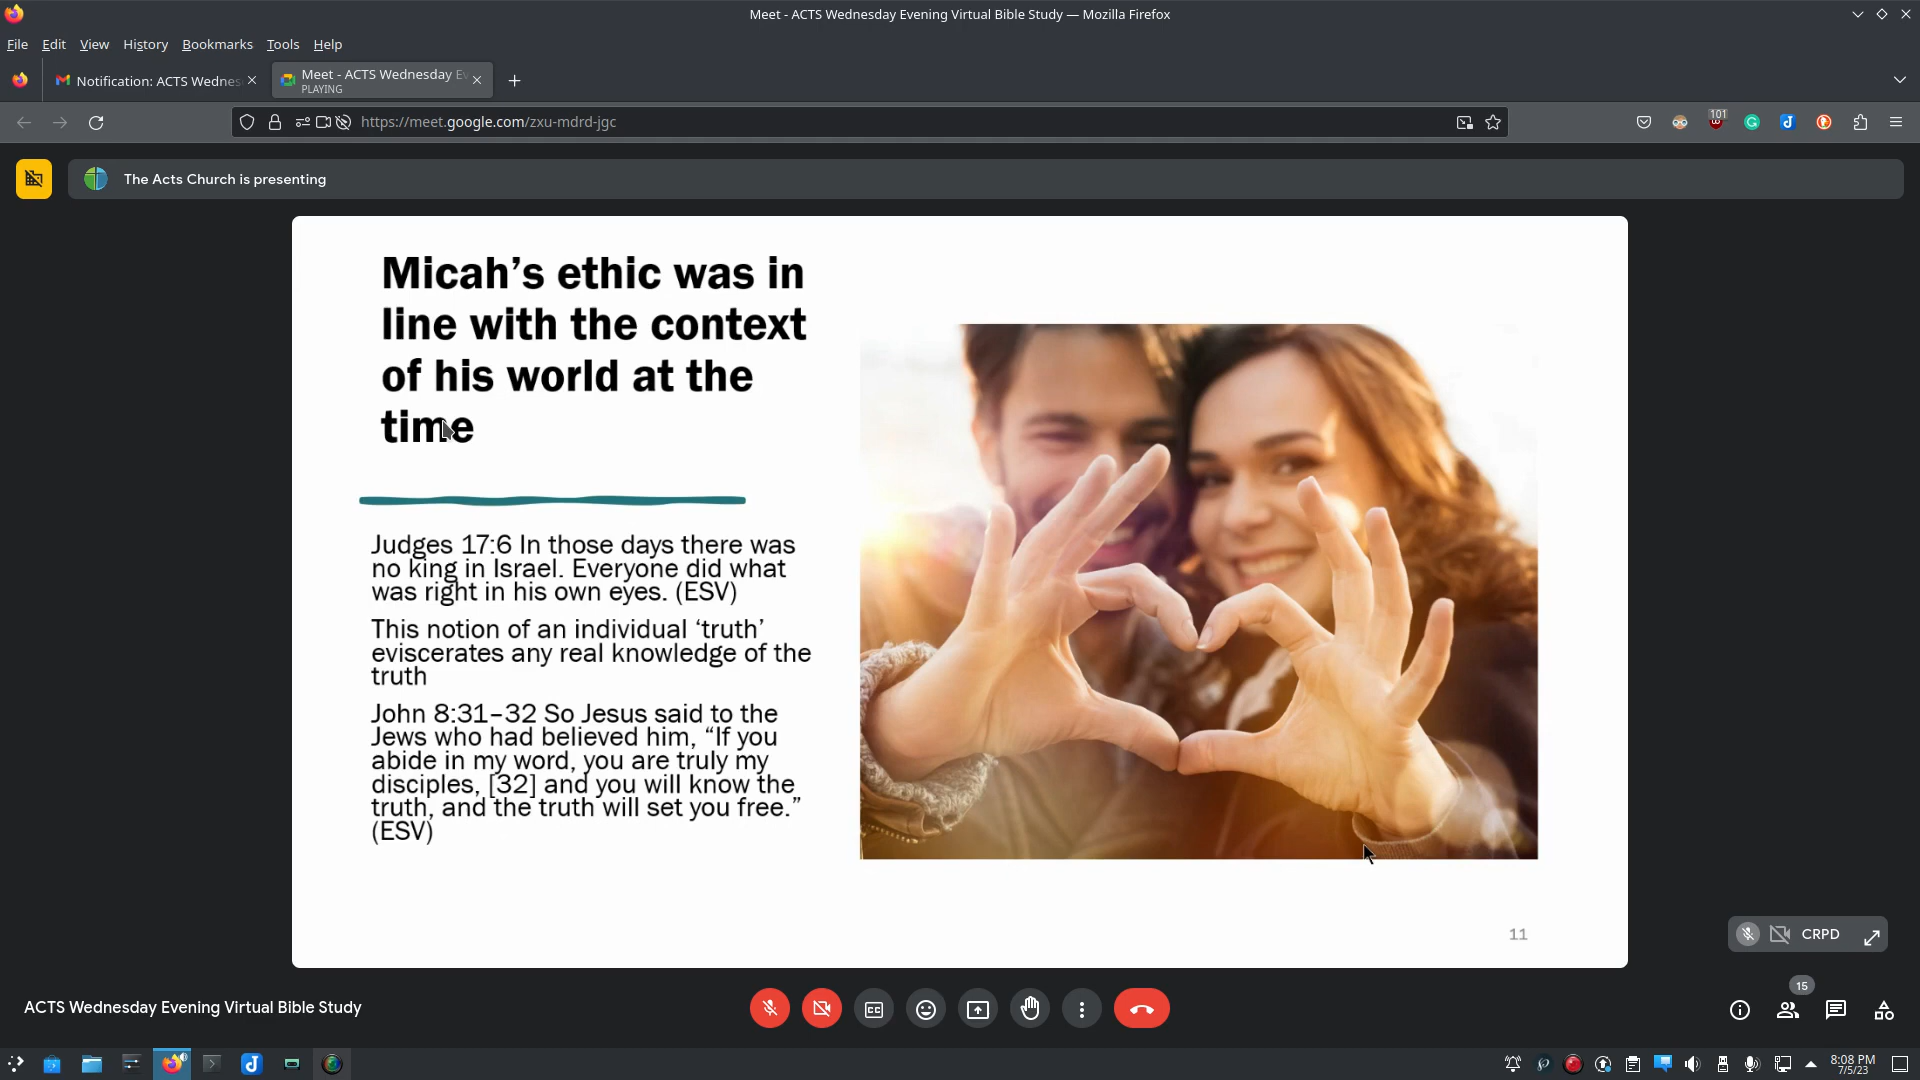 Meet - ACTS Wednesday Evening Virtual Bible Study — Mozilla Firefox
File Edit View History Bookmarks Tools Help
Notification: ACTS Wednes
Meet - ACTS Wednesday Ev
PLAYING
https://meet.google.com/zxu-mdrd-jgc
101
The Acts Church is presenting
Micah’s ethic was in
line with the context
of his world at the
time
Judges 17:6 In those days there was
no king in Israel. Everyone did what
was right in his own eyes. (ESV)
This notion of an individual ‘truth’
eviscerates any real knowledge of the
truth
John 8:31–32 So Jesus said to the
Jews who had believed him, “If you
abide in my word, you are truly my
disciples, [32] and you will know the
truth, and the truth will set you free.”
(ESV)
11
CRPD
15
ACTS Wednesday Evening Virtual Bible Study
8:08 PM
7/5/23